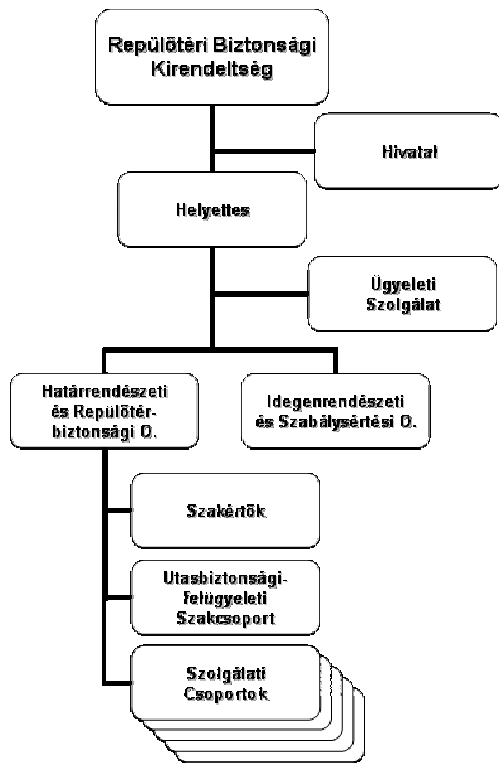 Repülőtéri Biztonsági
Kirendeltség
Hivatal
Helyettes
Ügyeleti
Szolgálat
Határrendészeti
és Repülőtér-
biztonsági O.
Idegenrendészeti
és Szabálysértési O.
Szakértők
Utasbiztonsági-
felügyeleti
Szakcsoport
Szolgálati
Csoportok